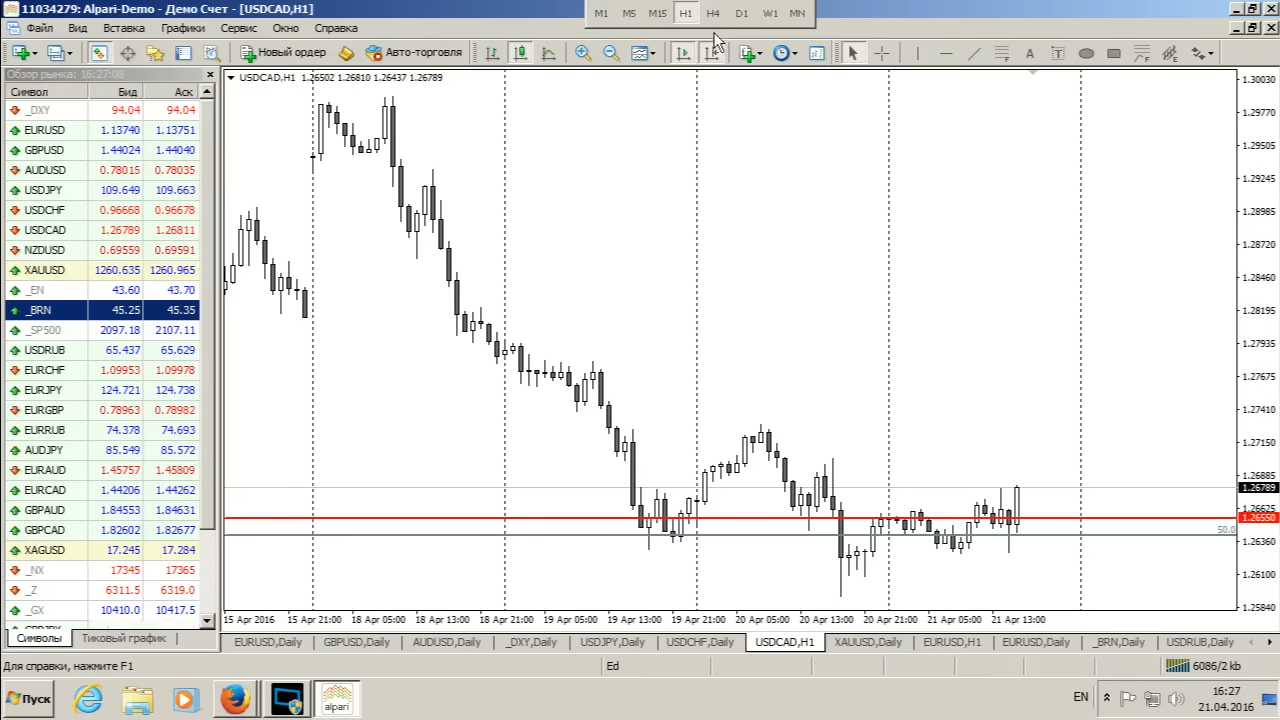 11034279: Alpari-Demo - Демо Счет - [USDCAD,H1]
M1 M5 M15 H1 H4 D1 W1 MN
Файл Вид Вставка Графики Сервис Окно Справка
Новый ордер Авто-торговля
Обзор рынка: 16:27:08
Символ Бид Аск
_DXY 94.04 94.04
EURUSD 1.13740 1.13751
GBPUSD 1.44024 1.44040
AUDUSD 0.78015 0.78035
USDJPY 109.649 109.663
USDCHF 0.96668 0.96678
USDCAD 1.26789 1.26811
NZDUSD 0.69559 0.69591
XAUUSD 1260.635 1260.965
_EN 43.60 43.70
_BRN 45.25 45.35
_SP500 2097.18 2107.11
USDRUB 65.437 65.629
EURCHF 1.09953 1.09978
EURJPY 124.721 124.738
EURGBP 0.78963 0.78982
EURRUB 74.378 74.693
AUDJPY 85.549 85.572
EURAUD 1.45757 1.45809
EURCAD 1.44206 1.44262
GBPAUD 1.84553 1.84631
GBPCAD 1.82602 1.82677
XAGUSD 17.245 17.284
_NX 17345 17365
_Z 6311.5 6319.0
_GX 10410.0 10417.5
Символы Тиковый график
USDCAD,H1 1.26502 1.26810 1.26437 1.26789
1.30030
1.29770
1.29505
1.29245
1.28985
1.28720
1.28460
1.28195
1.27935
1.27675
1.27410
1.27150
1.26885
1.26789
1.26625
1.26550
50.0
1.26360
1.26100
1.25840
15 Apr 2016 15 Apr 21:00 18 Apr 05:00 18 Apr 13:00 18 Apr 21:00 19 Apr 05:00 19 Apr 13:00 19 Apr 21:00 20 Apr 05:00 20 Apr 13:00 20 Apr 21:00 21 Apr 05:00 21 Apr 13:00
EURUSD,Daily GBPUSD,Daily AUDUSD,Daily _DXY,Daily USDJPY,Daily USDCHF,Daily USDCAD,H1 XAUUSD,Daily EURUSD,H1 EURUSD,Daily _BRN,Daily USDRUB,Daily
Для справки, нажмите F1 Ed 6086/2 kb
Пуск alpari EN 16:27
21.04.2016